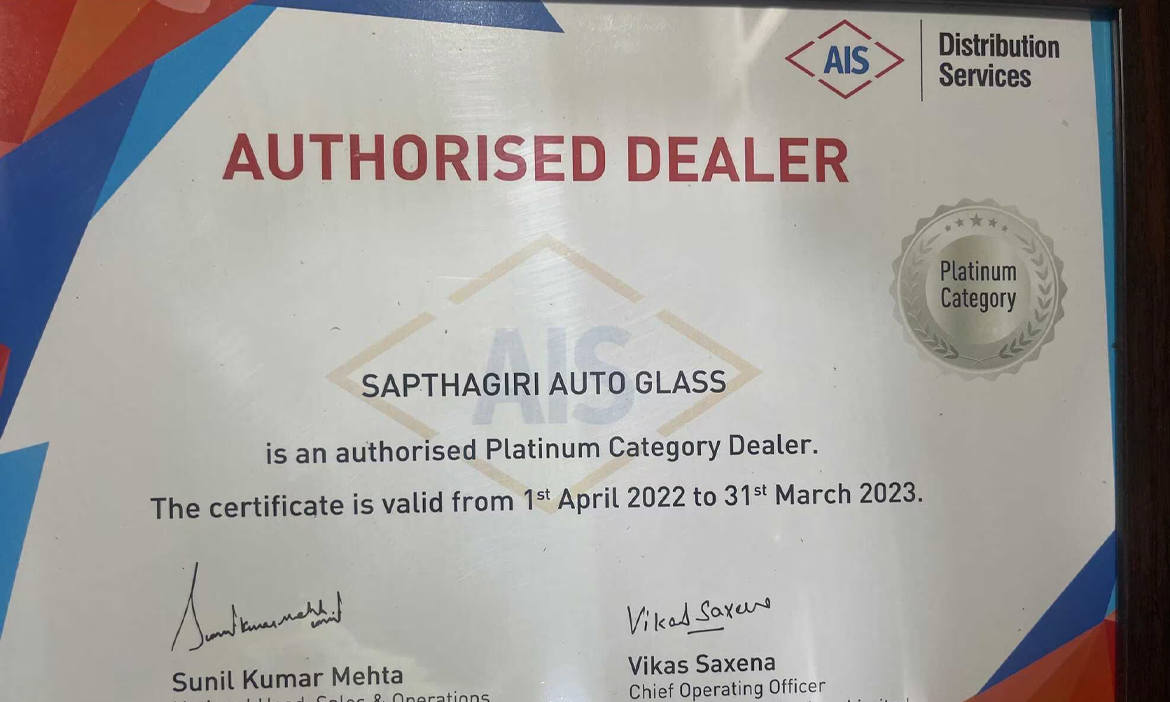 AIS
Distribution
Services
AUTHORISED DEALER
Platinum
Category
AIS
SAPTHAGIRI AUTO GLASS
is an authorised Platinum Category Dealer.
The certificate is valid from 1st April 2022 to 31st March 2023.
Vikas Saxena
Sunil Kumar Mehta
Vikas Saxena
Sales & Operations
Chief Operating Officer